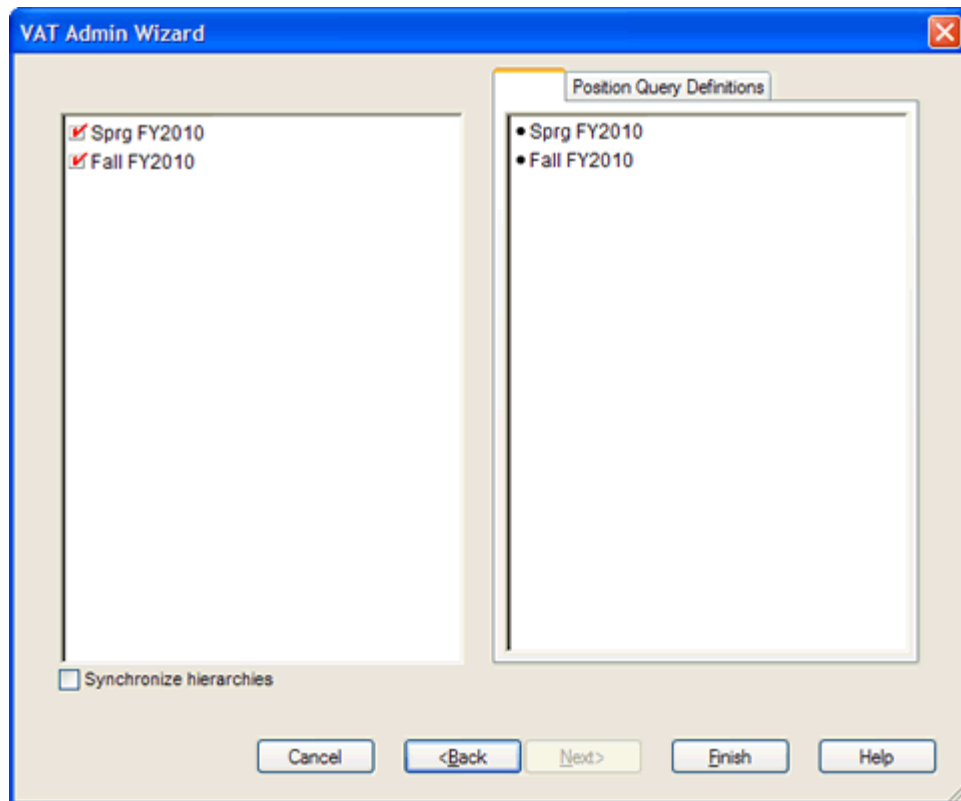 VAT Admin Wizard
Position Query Definitions
Sprg FY2010
Fall FY2010
Sprg FY2010
Fall FY2010
Synchronize hierarchies
Cancel
<Back
Next>
Finish
Help